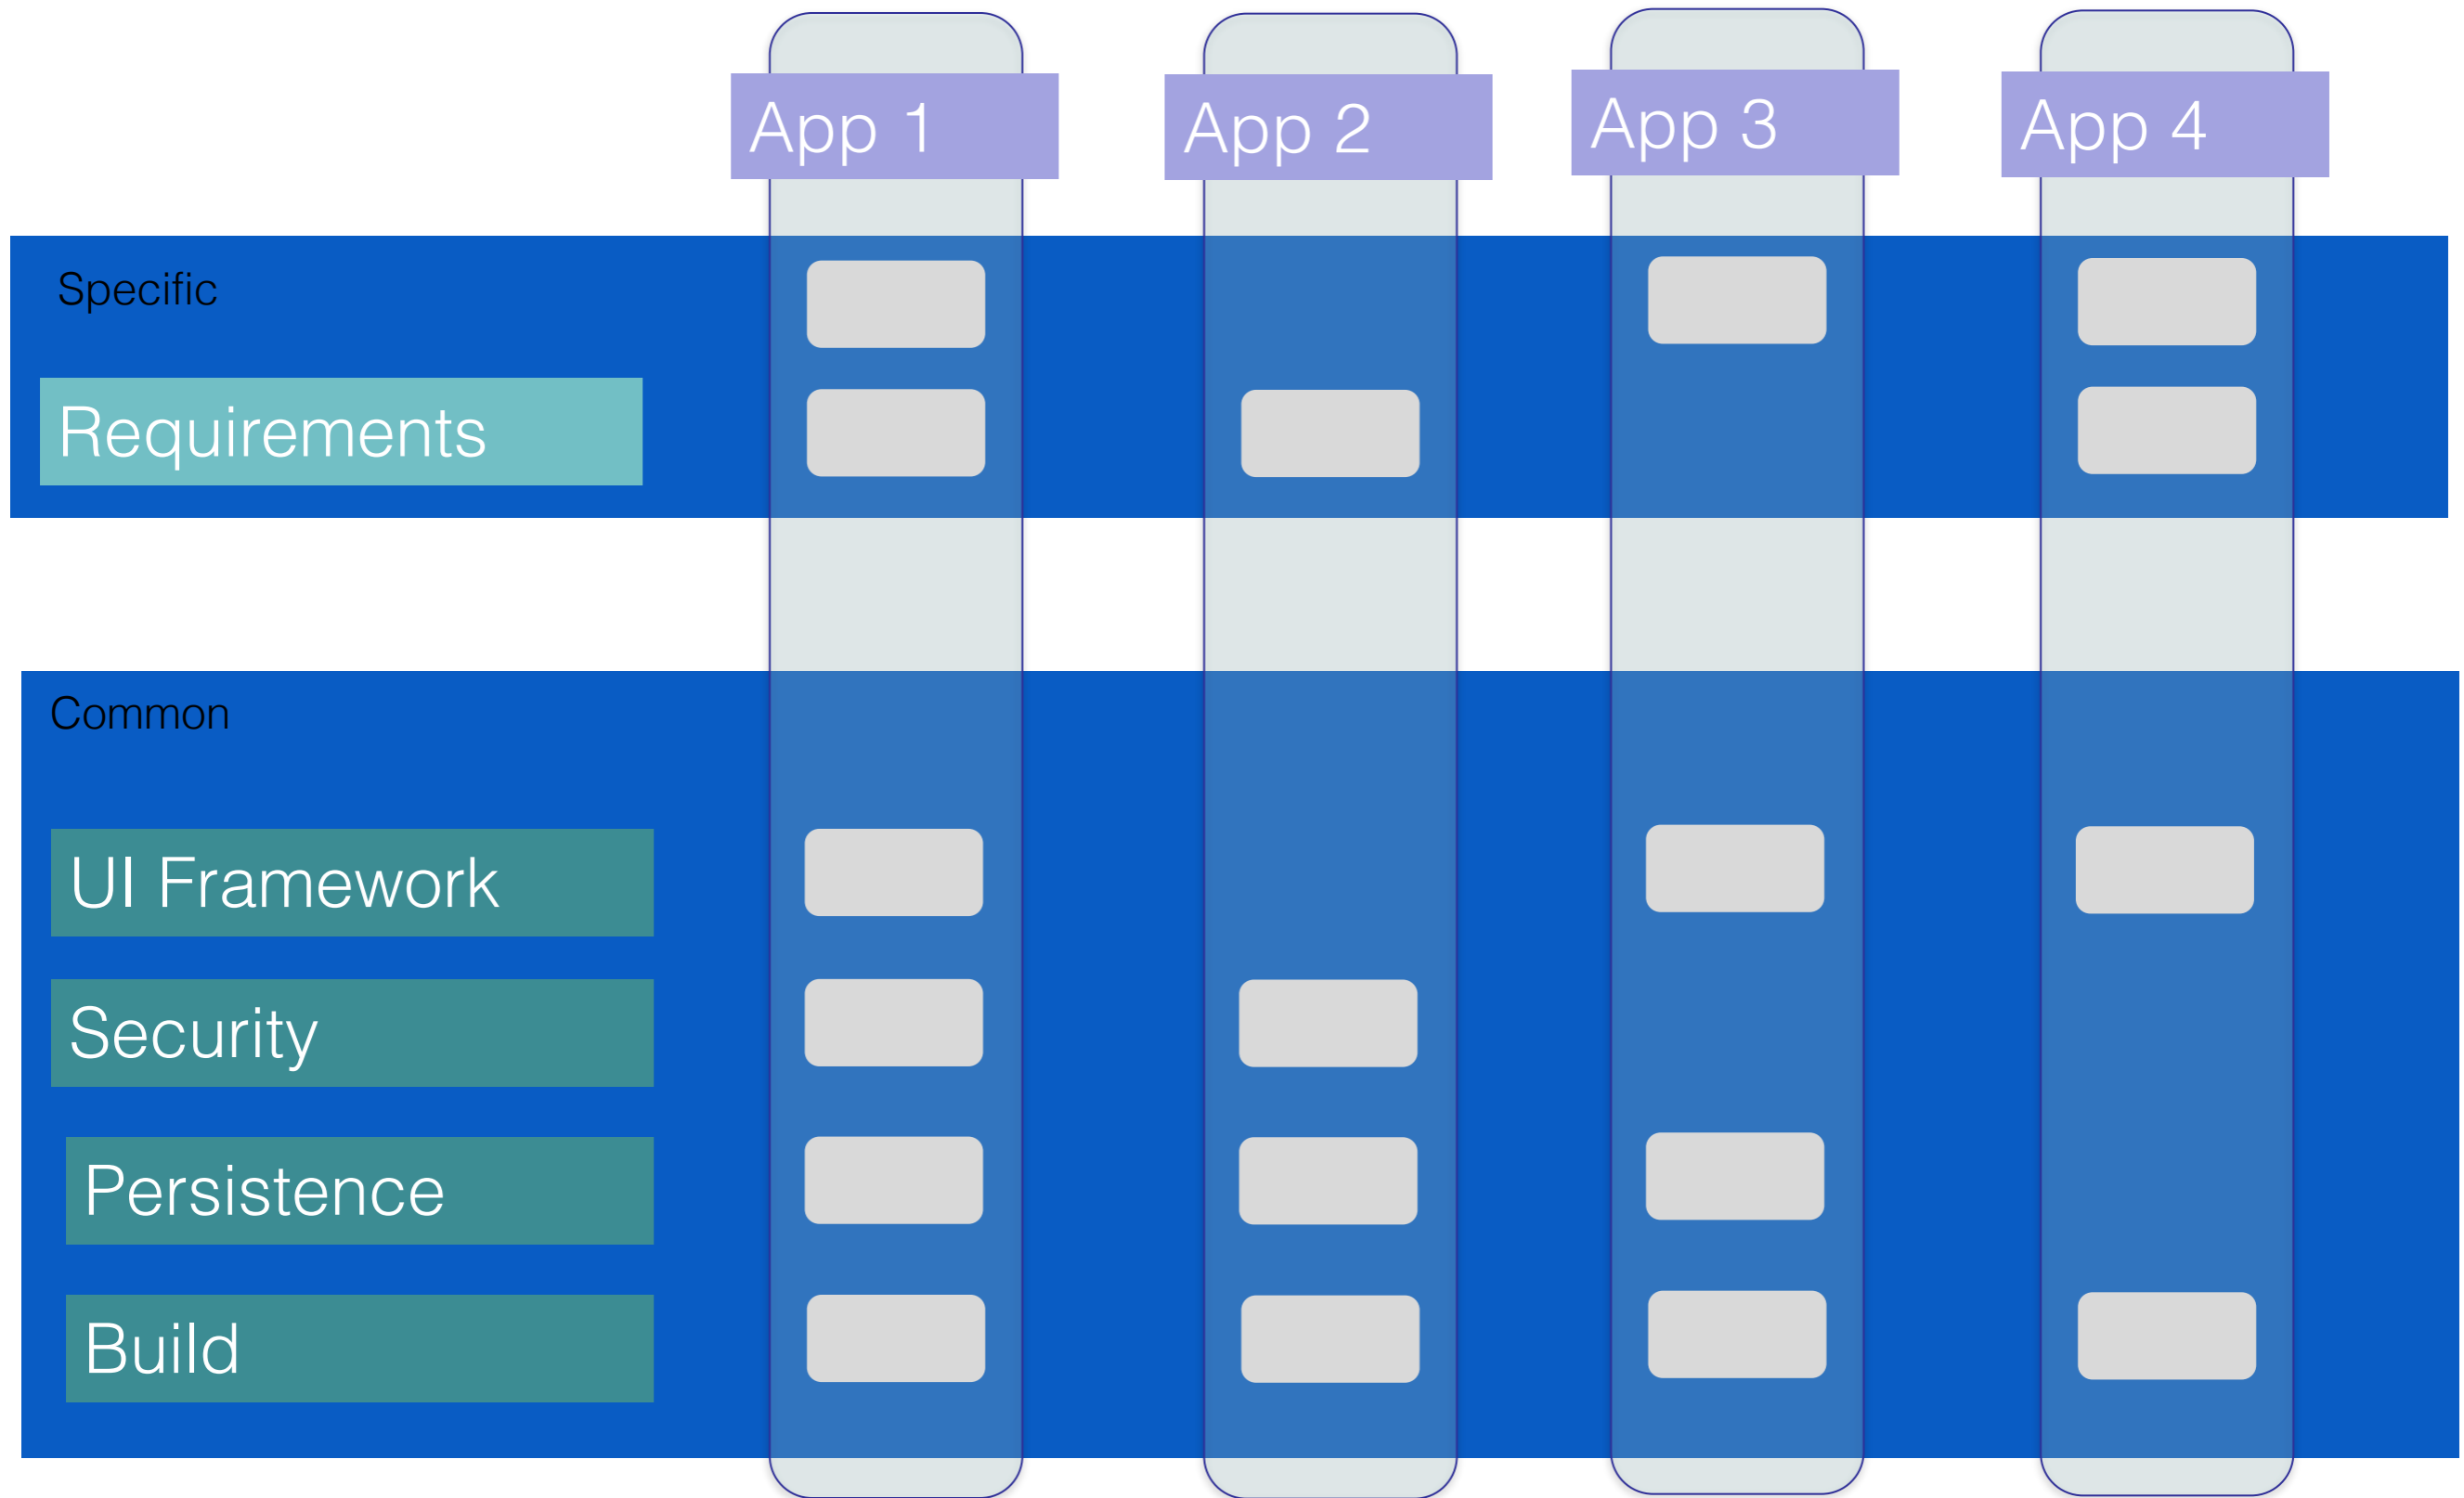 App 1
App 2
App 3
App 4
Specific
Requirements
Common
UI Framework
Security
Persistence
Build